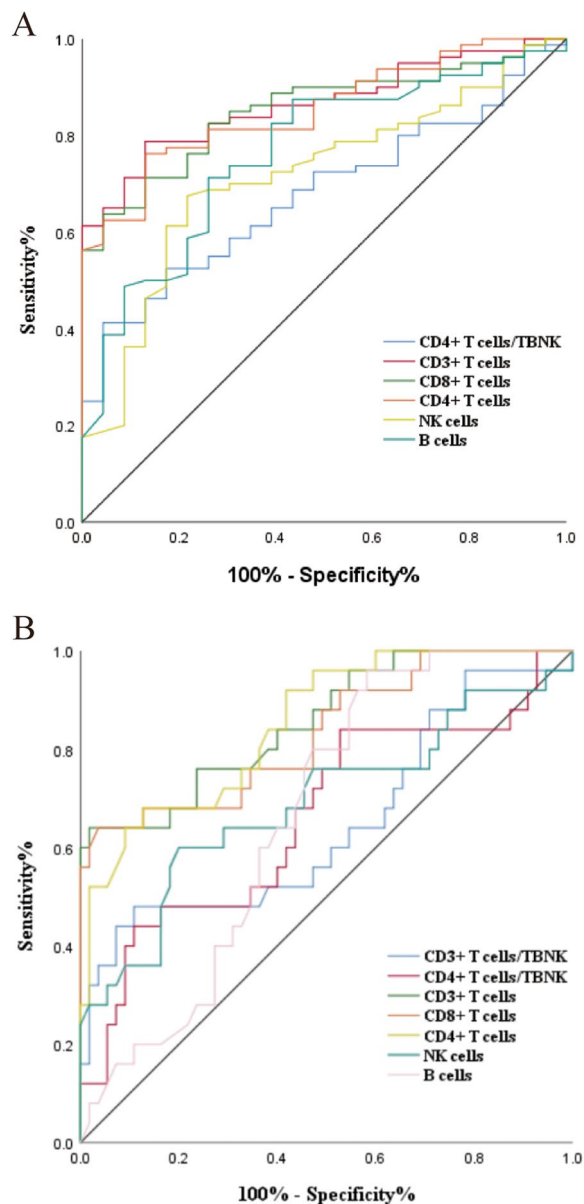 A
1.0
0.8
0.6
0.4
0.2
0.0
Sensitivity%
CD4+ T cells/TBNK
CD3+ T cells
CD8+ T cells
CD4+ T cells
NK cells
B cells
0.0 0.2 0.4 0.6 0.8 1.0
100% - Specificity%
B
1.0
0.8
0.6
0.4
0.2
0.0
Sensitivity%
CD3+ T cells/TBNK
CD4+ T cells/TBNK
CD3+ T cells
CD8+ T cells
CD4+ T cells
NK cells
B cells
0.0 0.2 0.4 0.6 0.8 1.0
100% - Specificity%